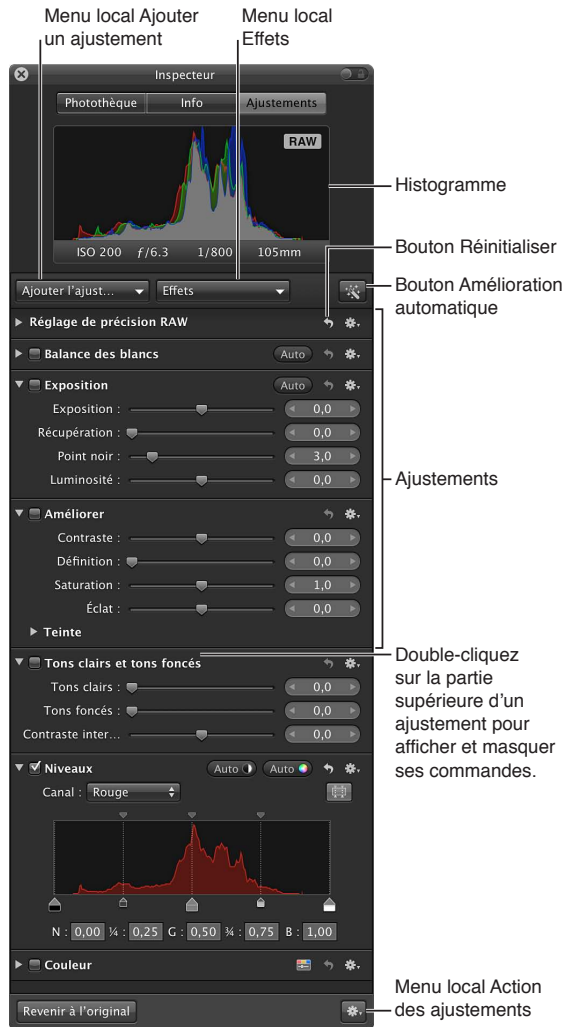 Menu local Ajouter
un ajustement
Menu local
Effets
Inspecteur
Photothèque Info Ajustements
RAW
Histogramme
ISO 200 ƒ/6.3 1/800 105mm
Bouton Réinitialiser
Ajouter l'ajust... Effets
Bouton Amélioration
automatique
Réglage de précision RAW
Balance des blancs Auto
Exposition Auto
Exposition : 0,0
Récupération : 0,0
Point noir : 3,0
Luminosité : 0,0
Ajustements
Améliorer
Contraste : 0,0
Définition : 0,0
Saturation : 1,0
Éclat : 0,0
Teinte
Double-cliquez
sur la partie
supérieure d'un
ajustement pour
afficher et masquer
ses commandes.
Tons clairs et tons foncés
Tons clairs : 0,0
Tons foncés : 0,0
Contraste inter... 0,0
Niveaux Auto Auto
Canal : Rouge
N : 0,00 ¼ : 0,25 G : 0,50 ¾ : 0,75 B : 1,00
Couleur
Revenir à l'original
Menu local Action
des ajustements